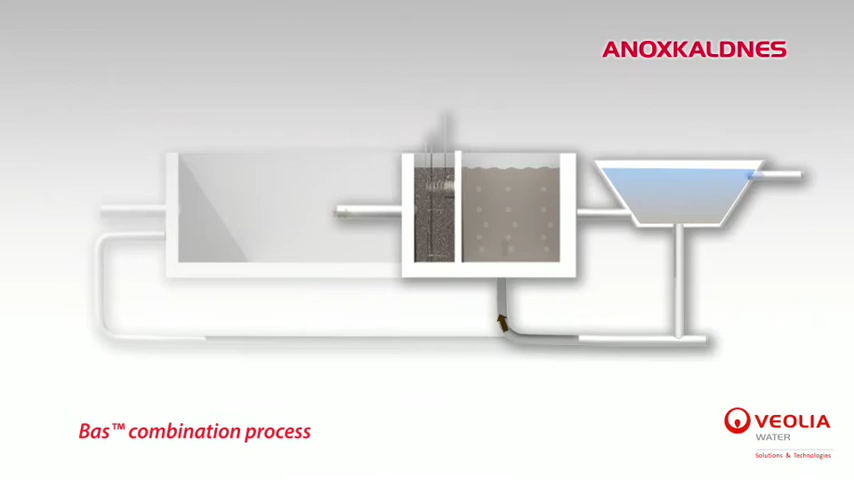 ANOXKALDNES
Bas™ combination process
VEOLIA
WATER
Solutions & Technologies